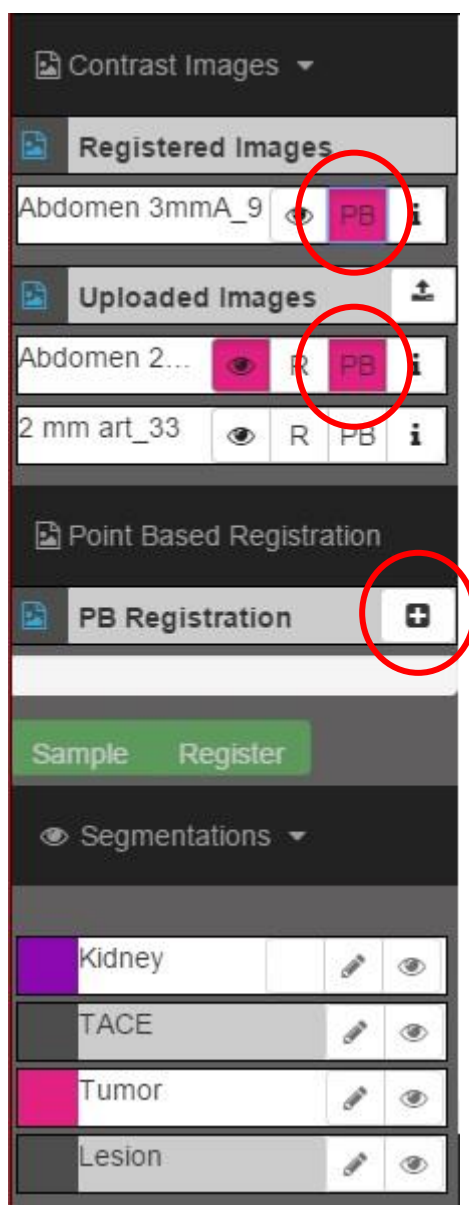 Contrast Images
Registered Images
Abdomen 3mmA_9 PB i
Uploaded Images
Abdomen 2... R PB i
2 mm art_33 R PB i
Point Based Registration
PB Registration
Sample Register
Segmentations
Kidney
TACE
Tumor
Lesion